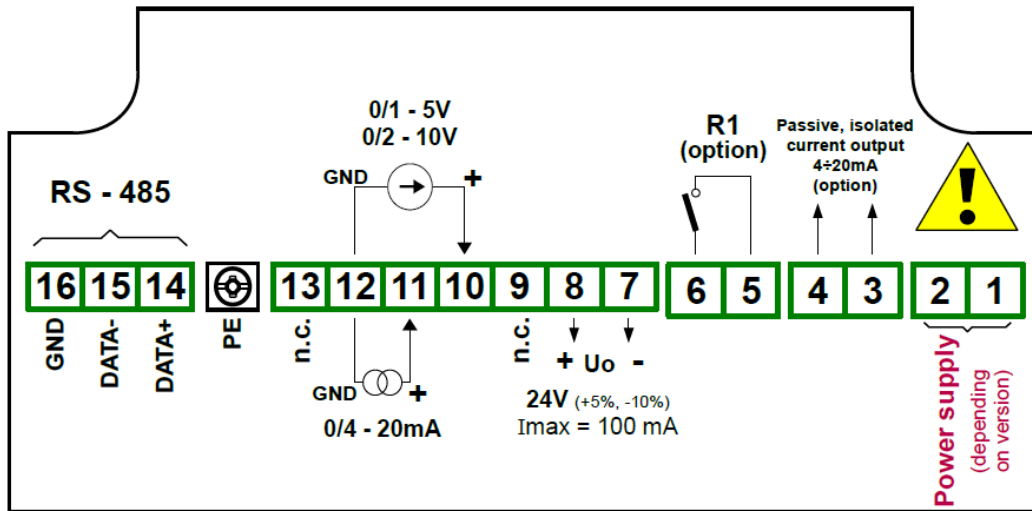 0/1 - 5V
0/2 - 10V
GND
+
R1
(option)
Passive, isolated
current output
4÷20mA
(option)
!
RS - 485
16 15 14
13 12 11 10 9 8 7
6 5
4 3
2 1
GND
DATA-
DATA+
PE
n.c.
GND
+
0/4 - 20mA
n.c.
+ Uo -
24V (+5%, -10%)
Imax = 100 mA
Power supply
(depending
on version)